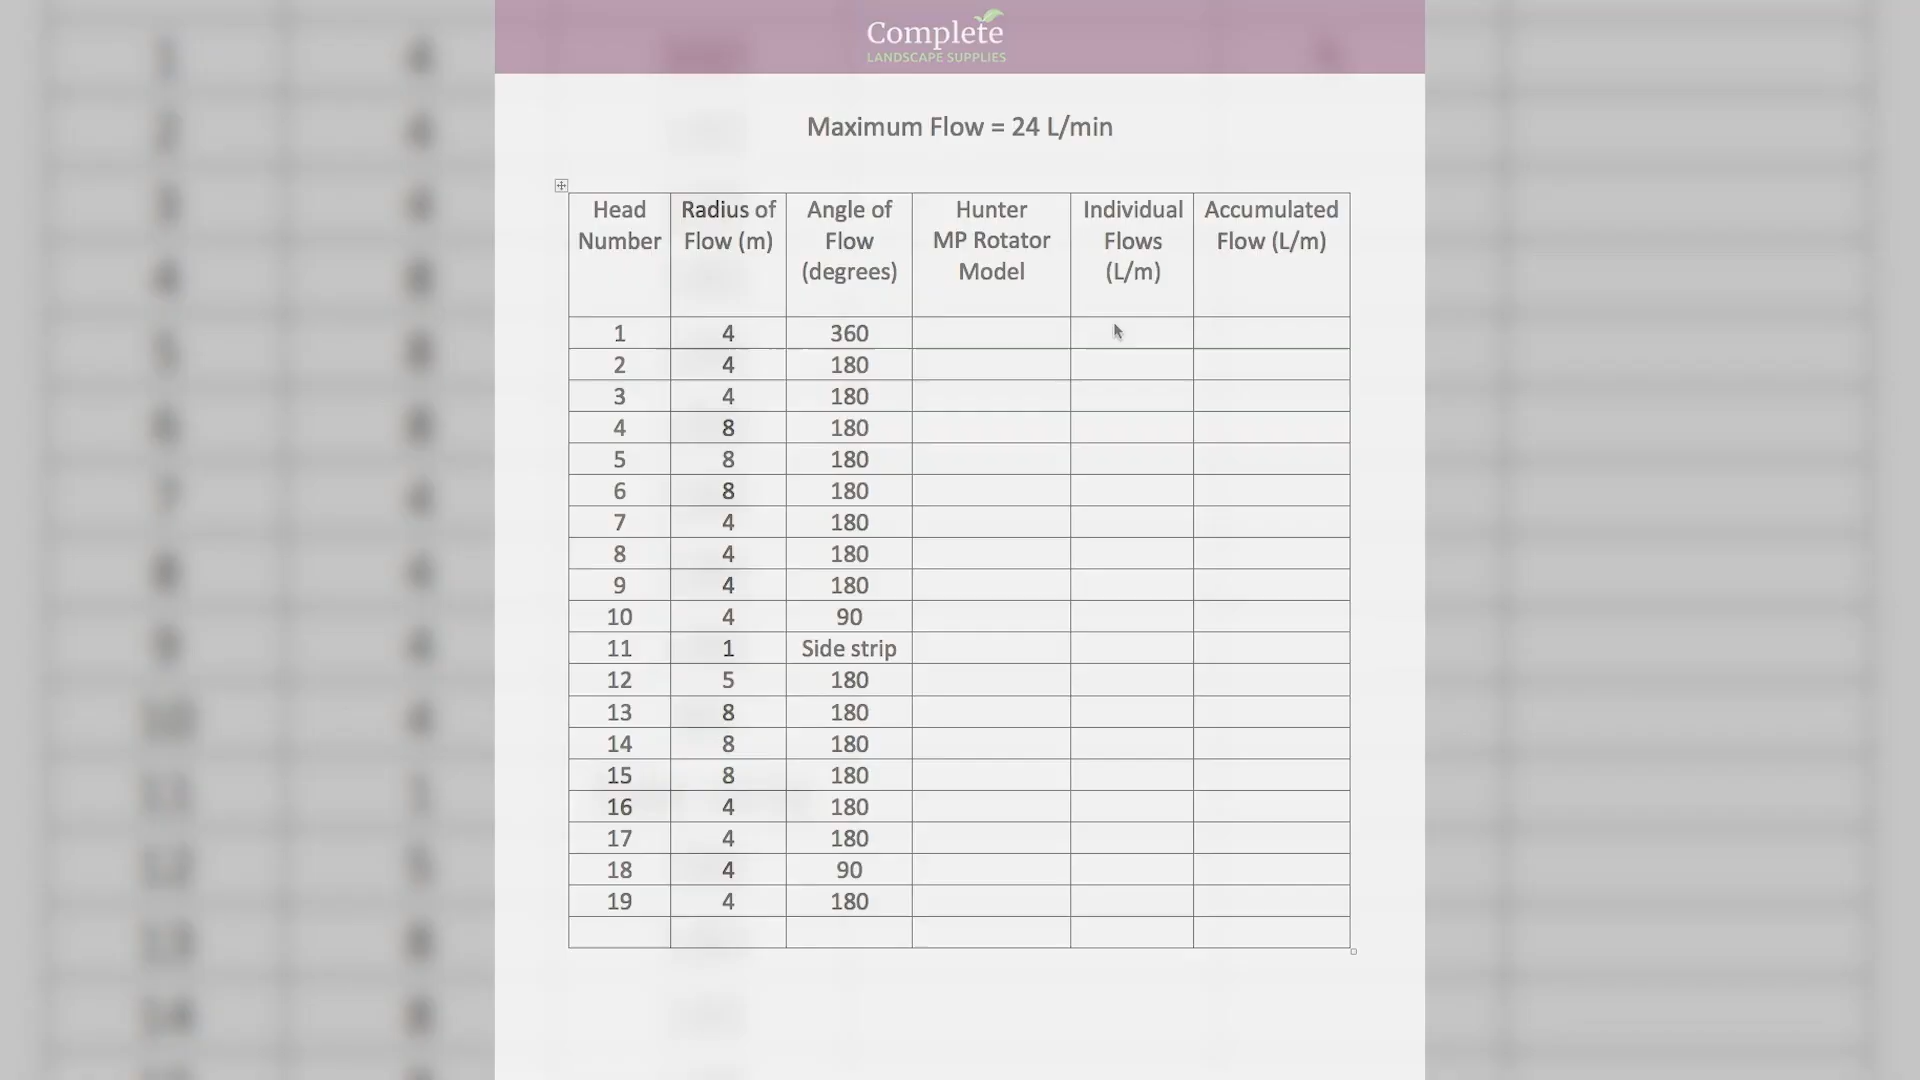 Complete
LANDSCAPE SUPPLIES
Maximum Flow = 24 L/min
Head Number Radius of Flow (m) Angle of Flow (degrees) Hunter MP Rotator Model Individual Flows (L/m) Accumulated Flow (L/m)
1 4 360
2 4 180
3 4 180
4 8 180
5 8 180
6 8 180
7 4 180
8 4 180
9 4 180
10 4 90
11 1 Side strip
12 5 180
13 8 180
14 8 180
15 8 180
16 4 180
17 4 180
18 4 90
19 4 180